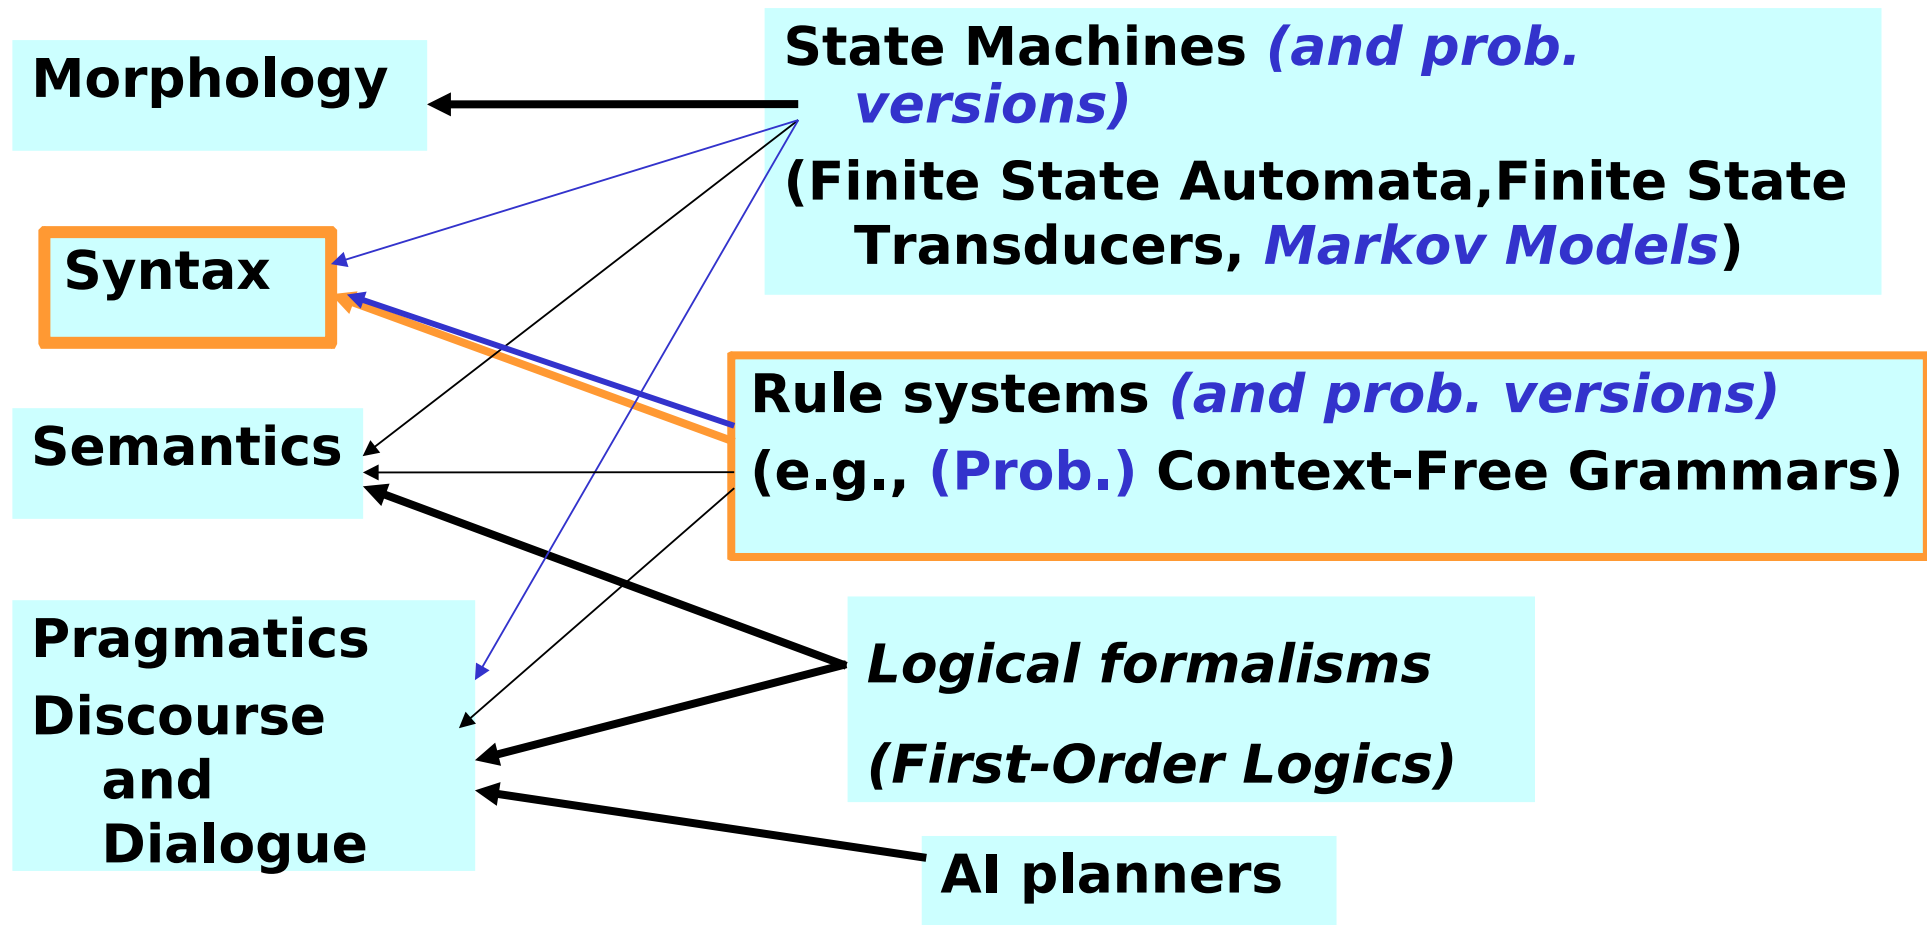 Morphology
Syntax
Semantics
Pragmatics
Discourse
and
Dialogue
State Machines (and prob.
versions)
(Finite State Automata,Finite State
Transducers, Markov Models)
Rule systems (and prob. versions)
(e.g., (Prob.) Context-Free Grammars)
Logical formalisms
(First-Order Logics)
AI planners